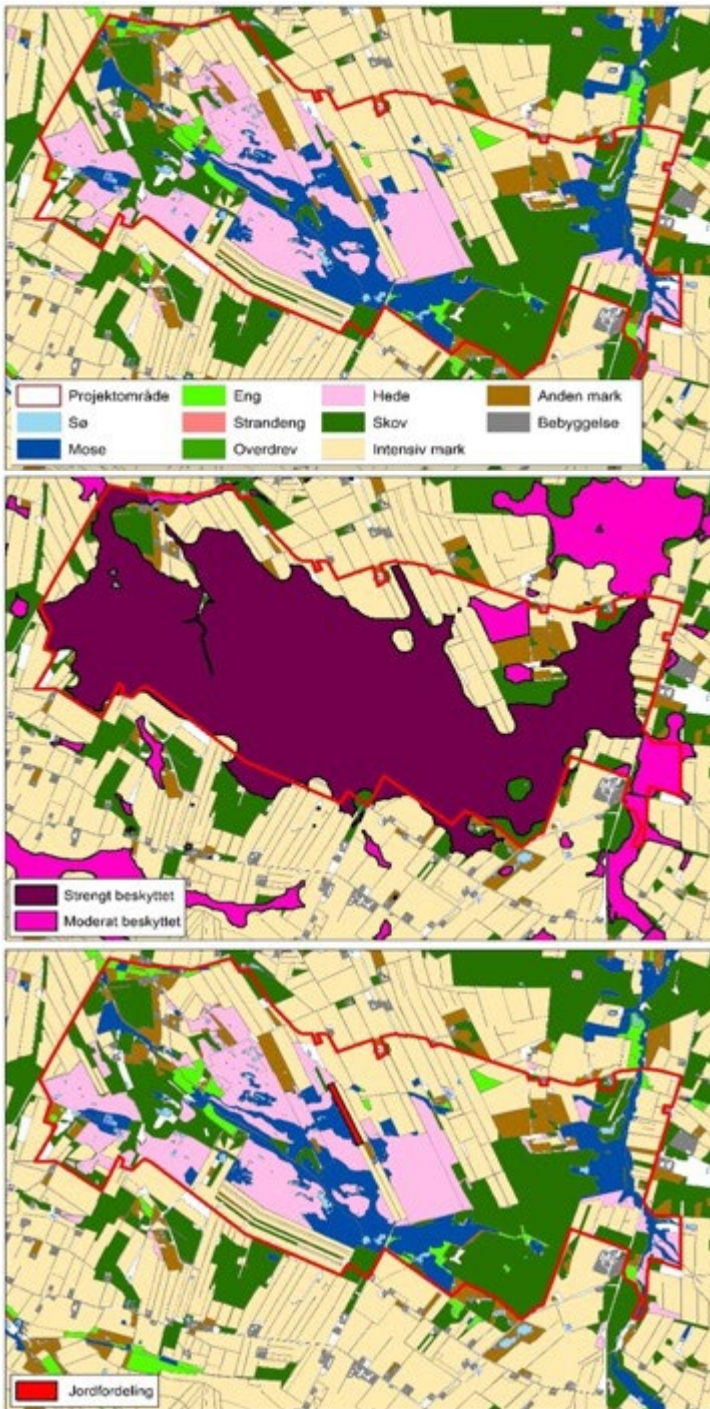 Projektområde Eng Hede Anden mark
Sø Strandeng Skov Bebyggelse
Mose Overdrev Intensiv mark
Strengt beskyttet
Moderat beskyttet
Jordfordeling